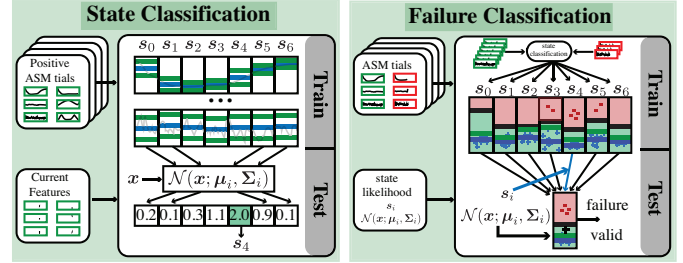 State Classification
Positive
ASM tials
s0 s1 s2 s3 s4 s5 s6
...
Train
Current
Features
x
N(x; μi, Σi)
0.2 0.1 0.3 1.1 2.0 0.9 0.1
s4
Test
Failure Classification
ASM tials
state
classification
s0 s1 s2 s3 s4 s5 s6
Train
state
likelihood
si
N(x; μi, Σi)
si
N(x; μi, Σi)
failure
valid
Test